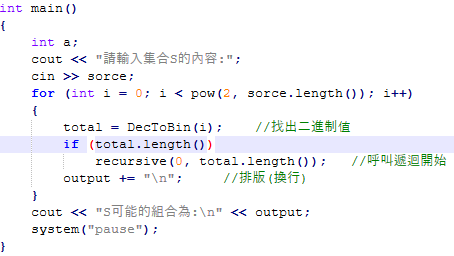 int main()
{
    int a;
    cout << "請輸入集合S的內容:";
    cin >> sorce;
    for (int i = 0; i < pow(2, sorce.length()); i++)
    {
        total = DecToBin(i);    //找出二進制值
        if (total.length())
            recursive(0, total.length());   //呼叫遞迴開始
        output += "\n";     //排版(換行)
    }
    cout << "S可能的組合為:\n" << output;
    system("pause");
}